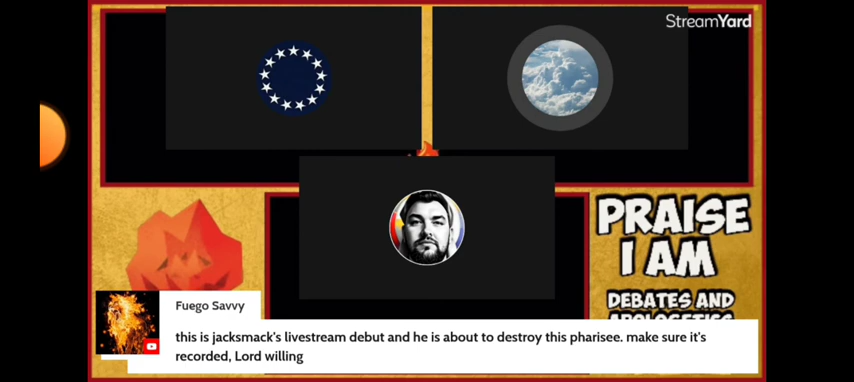 StreamYard
PRAISE
I AM
DEBATES AND
APOLOGETICS
Fuego Savvy
this is jacksmack's livestream debut and he is about to destroy this pharisee. make sure it's
recorded, Lord willing